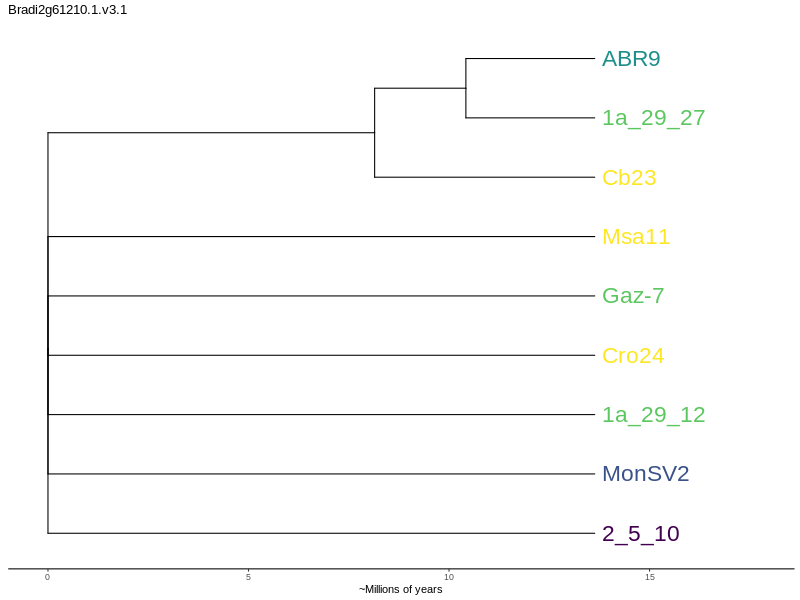 Bradi2g61210.1.v3.1
ABR9
1a_29_27
Cb23
Msa11
Gaz-7
Cro24
1a_29_12
MonSV2
2_5_10
0 5 10 15
~Millions of years